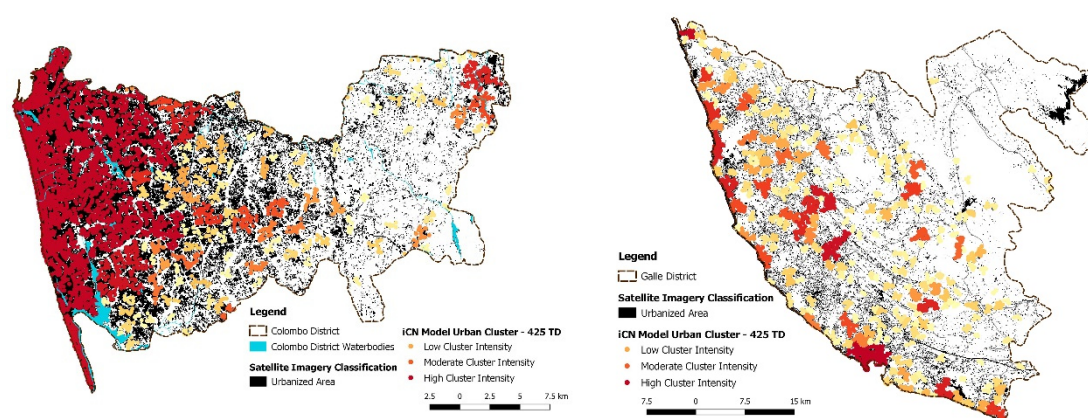 Legend
Colombo District
Colombo District Waterbodies
Satellite Imagery Classification
Urbanized Area
iCN Model Urban Cluster - 425 TD
Low Cluster Intensity
Moderate Cluster Intensity
High Cluster Intensity
2.5 0 2.5 5 7.5 km
Legend
Galle District
Satellite Imagery Classification
Urbanized Area
iCN Model Urban Cluster - 425 TD
Low Cluster Intensity
Moderate Cluster Intensity
High Cluster Intensity
7.5 0 7.5 15 km